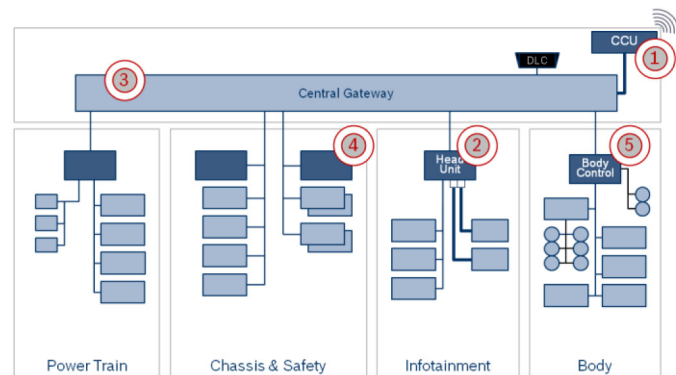 CCU
1
DLC
3
Central Gateway
4
2
5
Head
Unit
Body
Control
Power Train
Chassis & Safety
Infotainment
Body